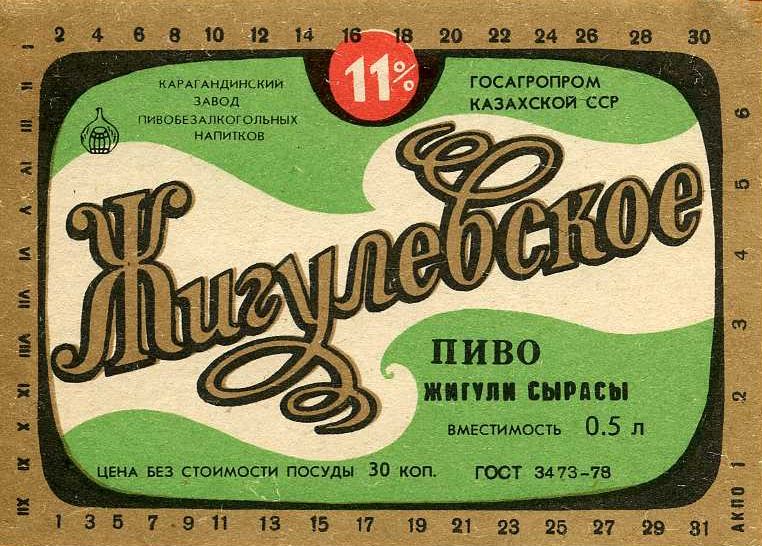 2 4 6 8 10 12 14 16 18 20 22 24 26 28 30
I II III IV V VI VII VIII IX X XI XII
11%
КАРАГАНДИНСКИЙ
ЗАВОД
ПИВОБЕЗАЛКОГОЛЬНЫХ
НАПИТКОВ
ГОСАГРОПРОМ
КАЗАХСКОЙ ССР
Жигулевское
ПИВО
ЖИГУЛИ СЫРАСЫ
ВМЕСТИМОСТЬ 0.5 л
ЦЕНА БЕЗ СТОИМОСТИ ПОСУДЫ 30 КОП. ГОСТ 3473-78
АКПО 1 2 3 4 5 6
1 3 5 7 9 11 13 15 17 19 21 23 25 27 29 31